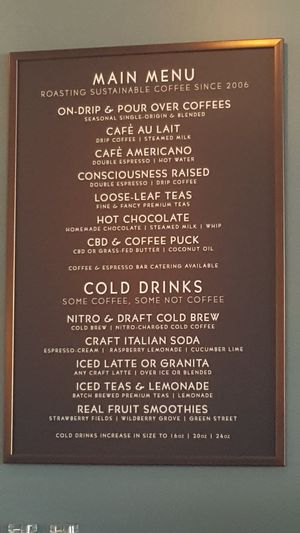 MAIN MENU
ROASTING SUSTAINABLE COFFEE SINCE 2006
ON-DRIP & POUR OVER COFFEES
SEASONAL SINGLE-ORIGIN & BLENDED
CAFÉ AU LAIT
DRIP COFFEE | STEAMED MILK
CAFÉ AMERICANO
DOUBLE ESPRESSO | HOT WATER
CONSCIOUSNESS RAISED
DOUBLE ESPRESSO | DRIP COFFEE
LOOSE-LEAF TEAS
FINE & FANCY PREMIUM TEAS
HOT CHOCOLATE
HOMEMADE CHOCOLATE | STEAMED MILK | WHIP
CBD & COFFEE PUCK
CBD OR GRASS-FED BUTTER | COCONUT OIL
COFFEE & ESPRESSO BAR CATERING AVAILABLE
COLD DRINKS
SOME COFFEE, SOME NOT COFFEE
NITRO & DRAFT COLD BREW
COLD BREW | NITRO-CHARGED COLD COFFEE
CRAFT ITALIAN SODA
ESPRESSO-CREAM | RASPBERRY LEMONADE | CUCUMBER LIME
ICED LATTE OR GRANITA
ANY CRAFT LATTE | OVER ICE OR BLENDED
ICED TEAS & LEMONADE
BATCH BREWED PREMIUM TEAS | LEMONADE
REAL FRUIT SMOOTHIES
STRAWBERRY FIELDS | WILDBERRY GROVE | GREEN STREET
COLD DRINKS INCREASE IN SIZE TO 16oz | 20oz | 24oz